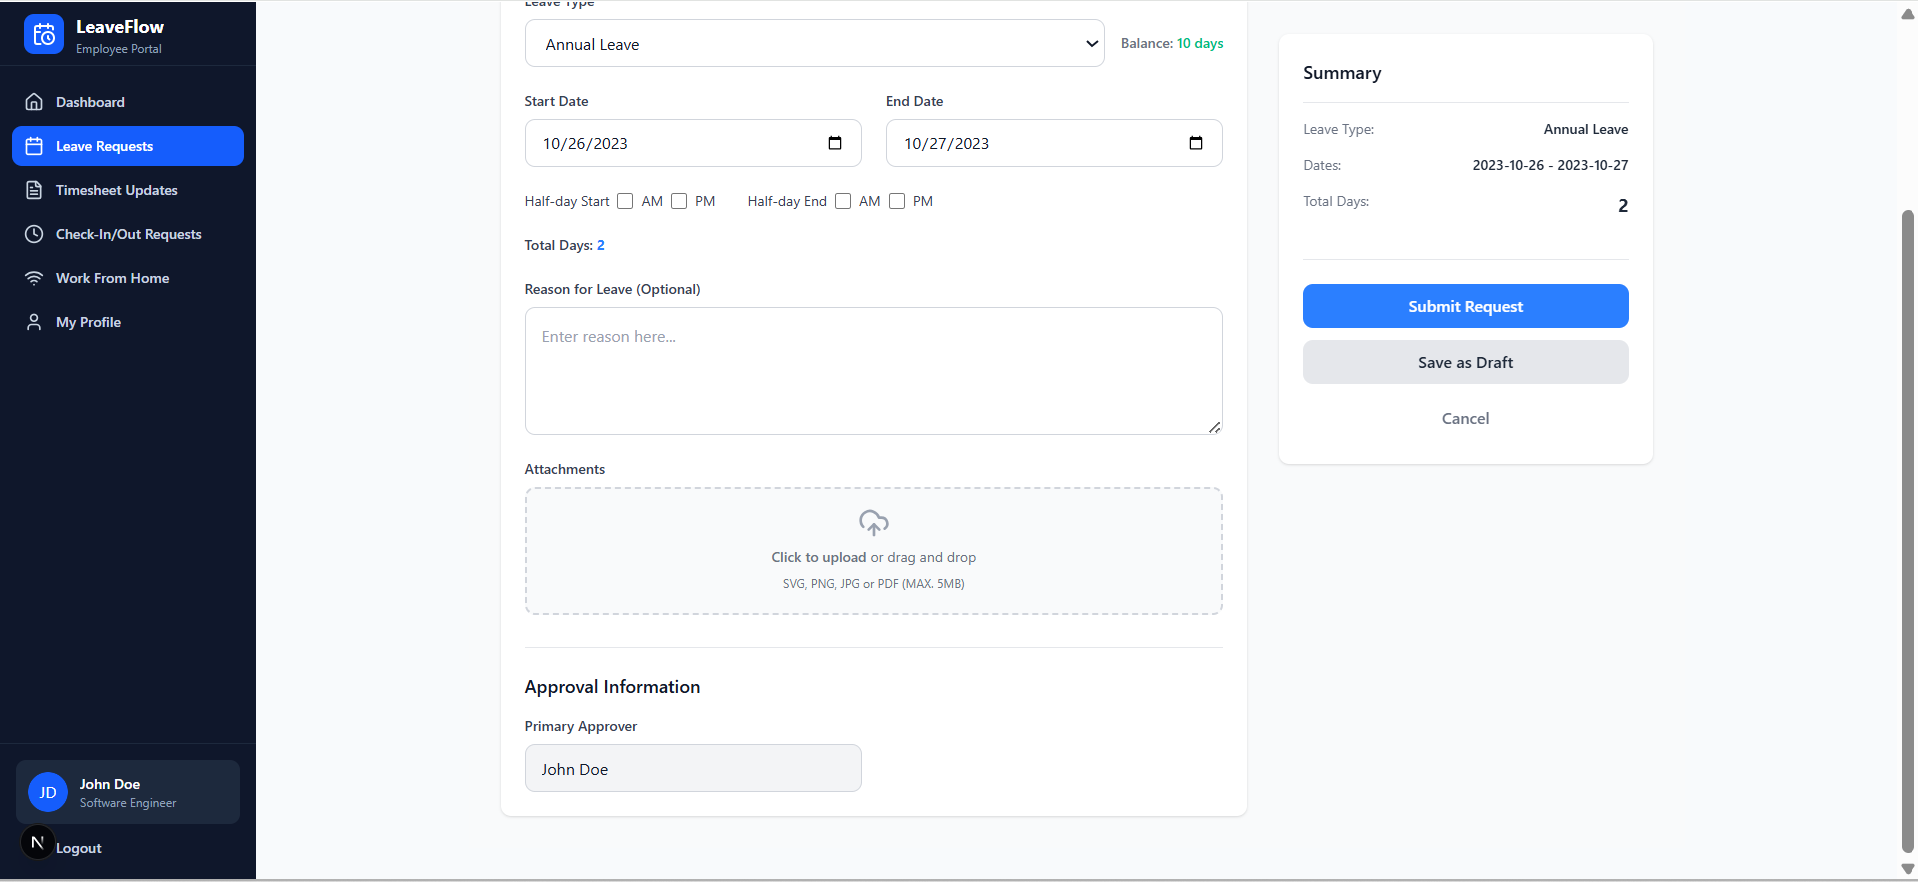 LeaveFlow
Employee Portal
Dashboard
Leave Requests
Timesheet Updates
Check-In/Out Requests
Work From Home
My Profile
John Doe
JD
Software Engineer
N
Logout
Leave Type
Annual Leave
Balance: 10 days
Start Date
End Date
10/26/2023
10/27/2023
Half-day Start AM PM Half-day End AM PM
Total Days: 2
Reason for Leave (Optional)
Enter reason here...
Attachments
Click to upload or drag and drop
SVG, PNG, JPG or PDF (MAX. 5MB)
Approval Information
Primary Approver
John Doe
Summary
Leave Type: Annual Leave
Dates: 2023-10-26 - 2023-10-27
Total Days: 2
Submit Request
Save as Draft
Cancel